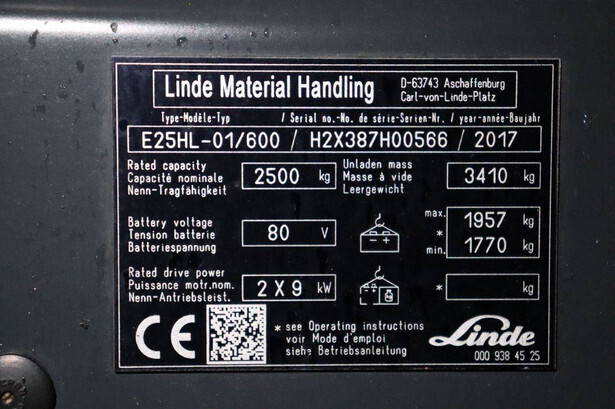 Linde Material Handling
D-63743 Aschaffenburg
Carl-von-Linde-Platz
Type-Modèle-Typ / Serial no.-No. de série-Serien-Nr. / year-année-Baujahr
E25HL-01/600 / H2X387H00566 / 2017
Rated capacity
Capacité nominale
Nenn-Tragfähigkeit
2500 kg
Unladen mass
Masse à vide
Leergewicht
3410 kg
Battery voltage
Tension batterie
Batteriespannung
80 V
max. 1957 kg
*
min. 1770 kg
Rated drive power
Puissance motr.nom.
Nenn-Antriebsleist.
2 X 9 kW
* kg
CE
* see Operating instructions
voir Mode d'emploi
siehe Betriebsanleitung
Linde
000 938 45 25